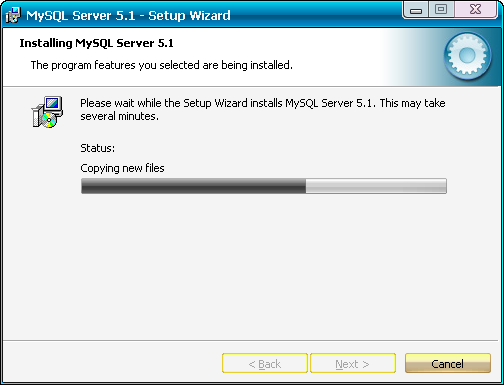 MySQL Server 5.1 - Setup Wizard
Installing MySQL Server 5.1
The program features you selected are being installed.
Please wait while the Setup Wizard installs MySQL Server 5.1. This may take
several minutes.
Status:
Copying new files
< Back Next > Cancel